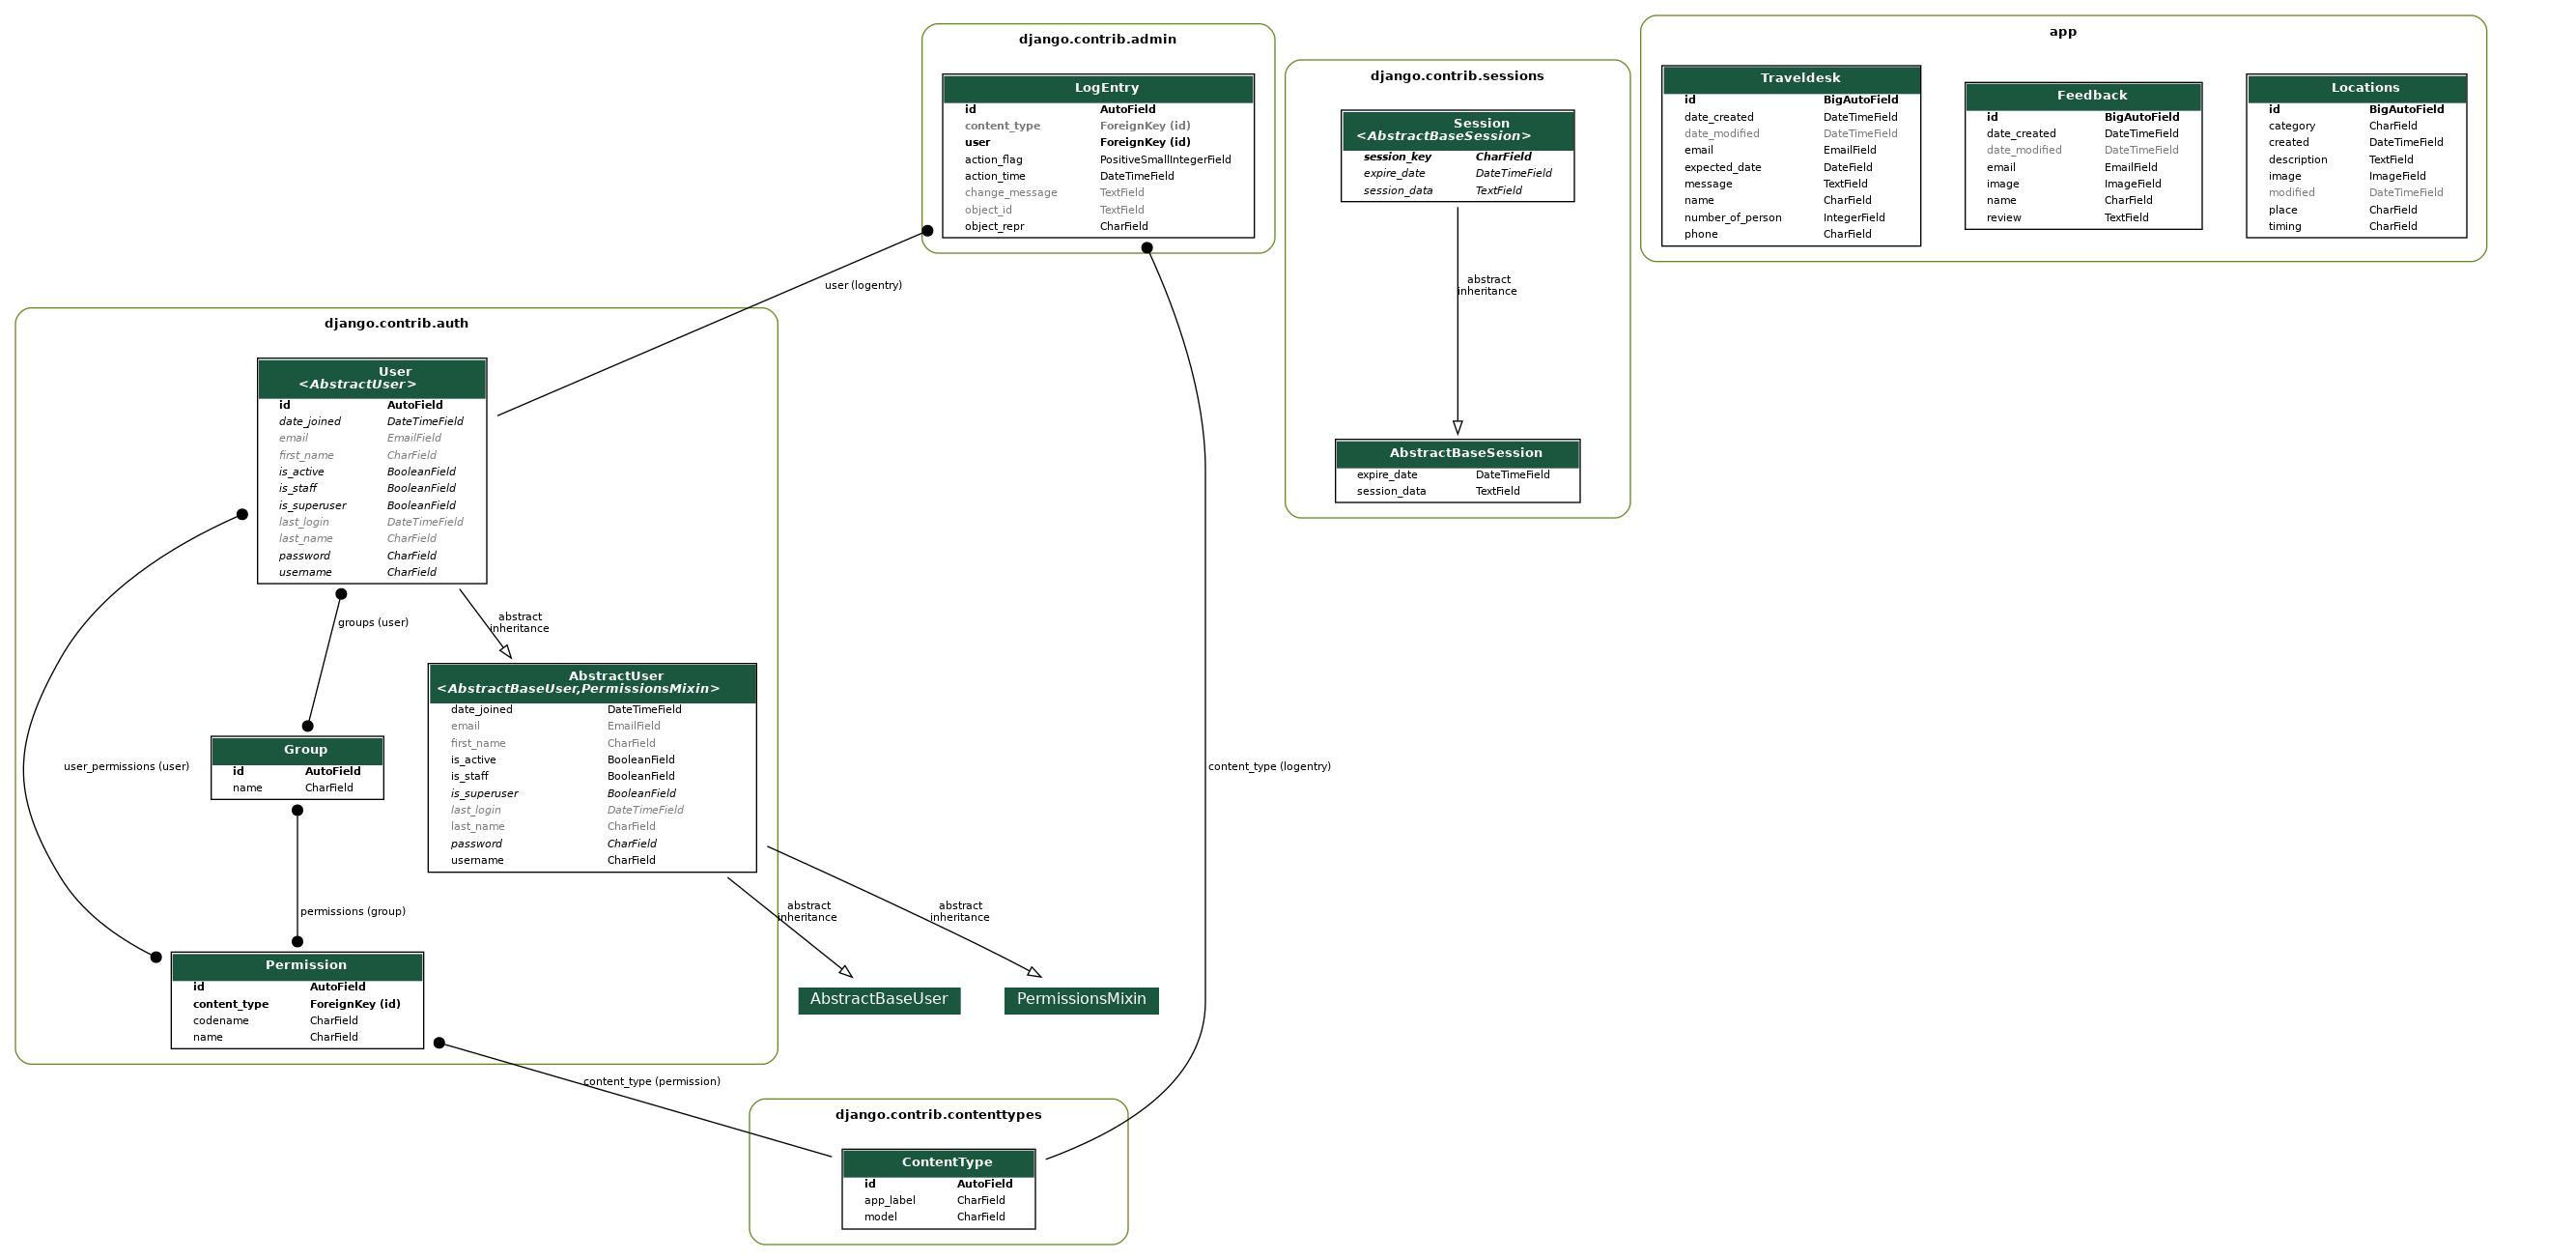 django.contrib.admin
LogEntry
id AutoField
content_type ForeignKey (id)
user ForeignKey (id)
action_flag PositiveSmallIntegerField
action_time DateTimeField
change_message TextField
object_id TextField
object_repr CharField
django.contrib.sessions
Session
<AbstractBaseSession>
session_key CharField
expire_date DateTimeField
session_data TextField
abstract
inheritance
AbstractBaseSession
expire_date DateTimeField
session_data TextField
app
Traveldesk
id BigAutoField
date_created DateTimeField
date_modified DateTimeField
email EmailField
expected_date DateField
message TextField
name CharField
number_of_person IntegerField
phone CharField
Feedback
id BigAutoField
date_created DateTimeField
date_modified DateTimeField
email EmailField
image ImageField
name CharField
review TextField
Locations
id BigAutoField
category CharField
created DateTimeField
description TextField
image ImageField
modified DateTimeField
place CharField
timing CharField
user (logentry)
django.contrib.auth
User
<AbstractUser>
id AutoField
date_joined DateTimeField
email EmailField
first_name CharField
is_active BooleanField
is_staff BooleanField
is_superuser BooleanField
last_login DateTimeField
last_name CharField
password CharField
username CharField
groups (user)
abstract
inheritance
AbstractUser
<AbstractBaseUser,PermissionsMixin>
date_joined DateTimeField
email EmailField
first_name CharField
is_active BooleanField
is_staff BooleanField
is_superuser BooleanField
last_login DateTimeField
last_name CharField
password CharField
username CharField
user_permissions (user)
Group
id AutoField
name CharField
content_type (logentry)
permissions (group)
abstract
inheritance
abstract
inheritance
Permission
id AutoField
content_type ForeignKey (id)
codename CharField
name CharField
AbstractBaseUser
PermissionsMixin
content_type (permission)
django.contrib.contenttypes
ContentType
id AutoField
app_label CharField
model CharField